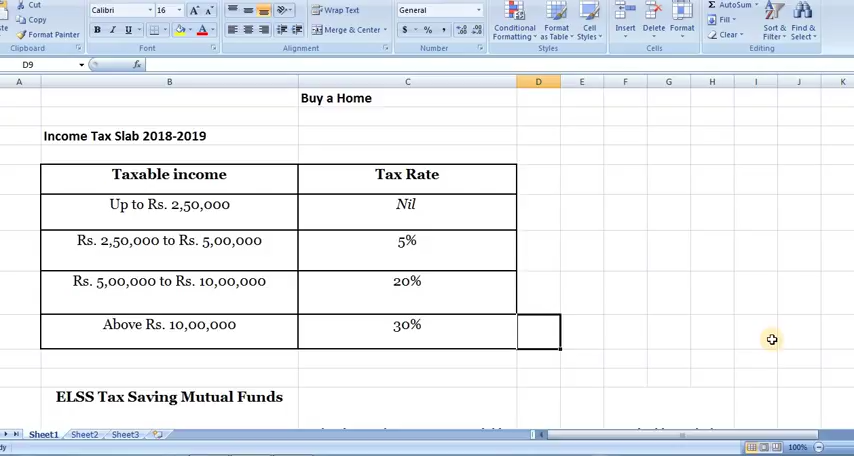 Cut
Copy
Format Painter
Clipboard
Calibri
16
B I U
A
Font
Wrap Text
Merge & Center
Alignment
General
$ % ,
Number
Conditional Formatting
Format as Table
Cell Styles
Styles
Insert
Delete
Format
Cells
Σ AutoSum
Fill
Clear
Sort & Filter
Find & Select
Editing
D9
fx
A B C D E F G H I J K
Buy a Home
Income Tax Slab 2018-2019
Taxable income Tax Rate
Up to Rs. 2,50,000 Nil
Rs. 2,50,000 to Rs. 5,00,000 5%
Rs. 5,00,000 to Rs. 10,00,000 20%
Above Rs. 10,00,000 30%
ELSS Tax Saving Mutual Funds
Sheet1 Sheet2 Sheet3
100%